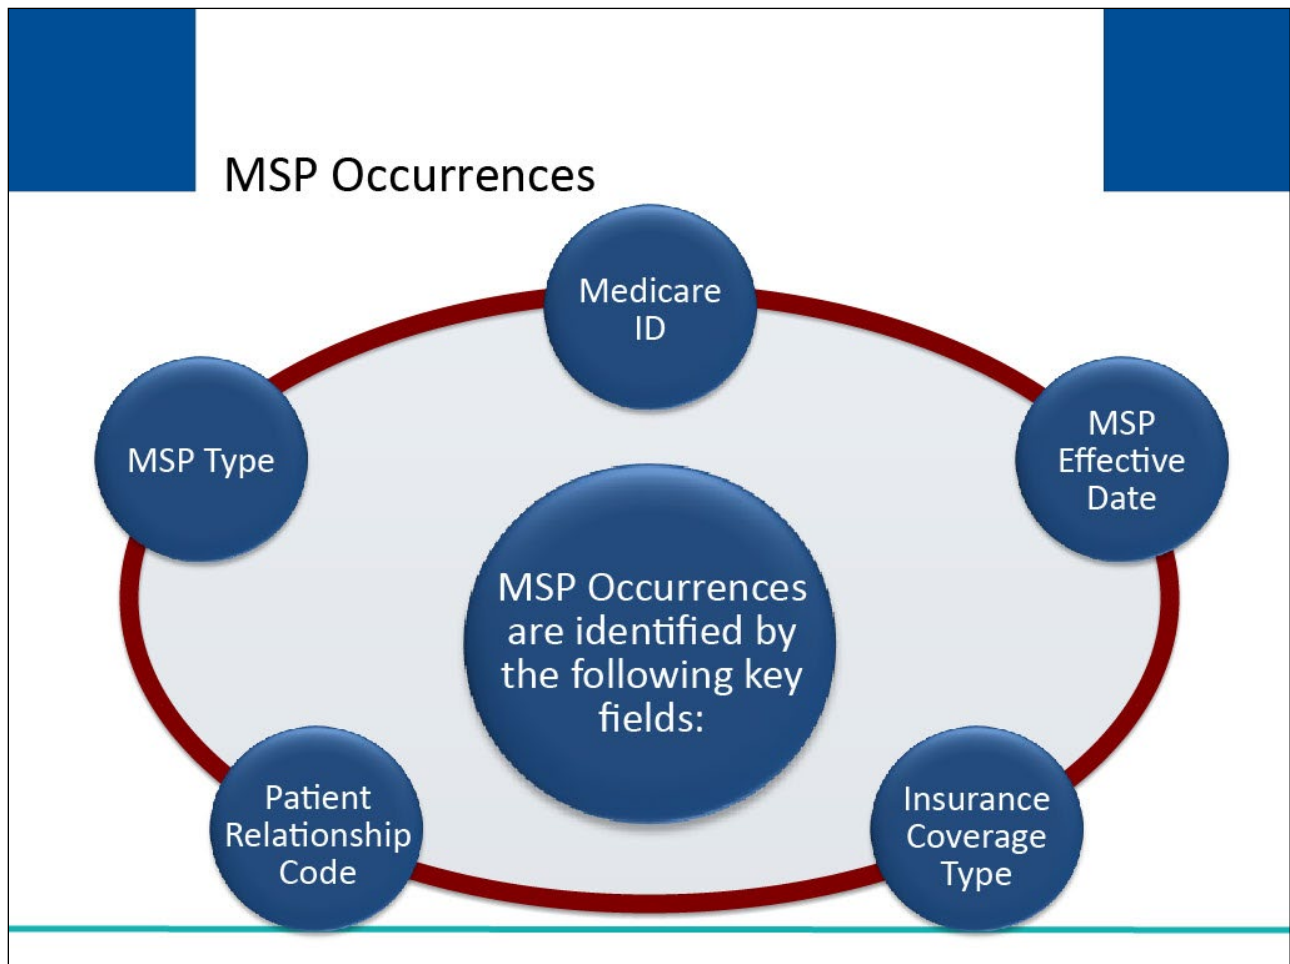 MSP Occurrences
Medicare
ID
MSP
Effective
Date
Insurance
Coverage
Type
Patient
Relationship
Code
MSP Type
MSP Occurrences
are identified by
the following key
fields: